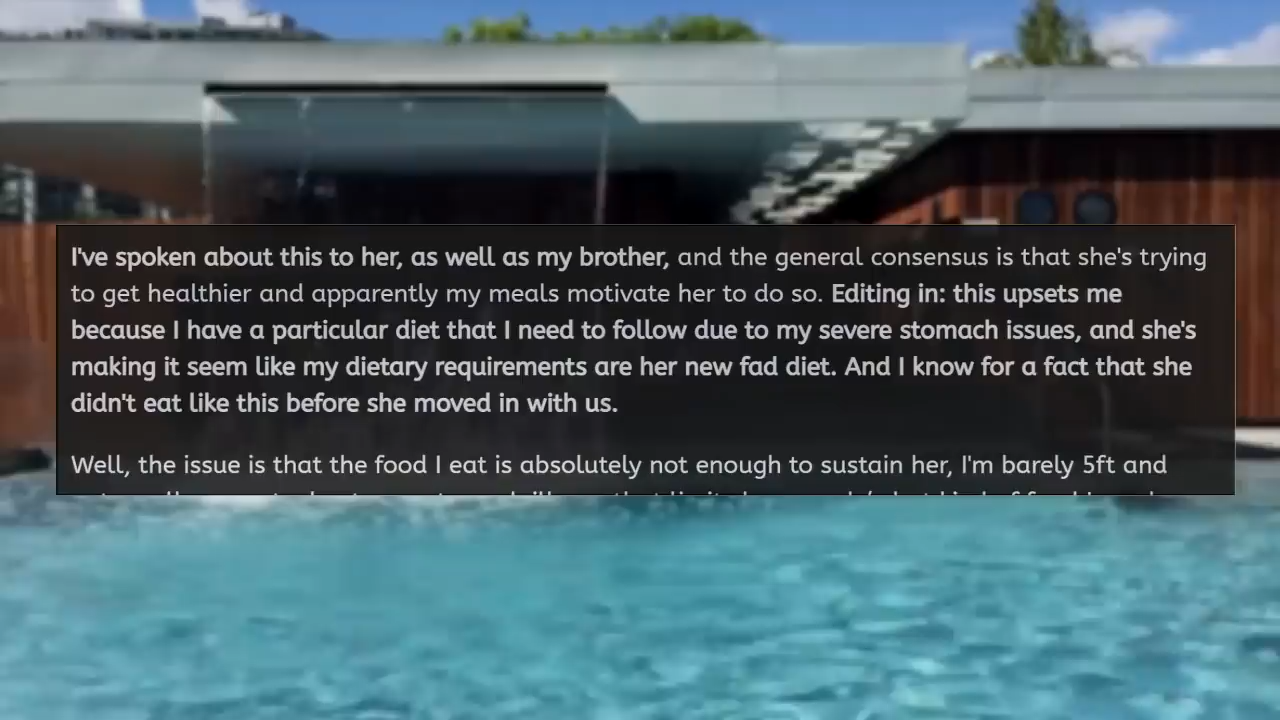 I've spoken about this to her, as well as my brother, and the general consensus is that she's trying
to get healthier and apparently my meals motivate her to do so. Editing in: this upsets me
because I have a particular diet that I need to follow due to my severe stomach issues, and she's
making it seem like my dietary requirements are her new fad diet. And I know for a fact that she
didn't eat like this before she moved in with us.
Well, the issue is that the food I eat is absolutely not enough to sustain her, I'm barely 5ft and